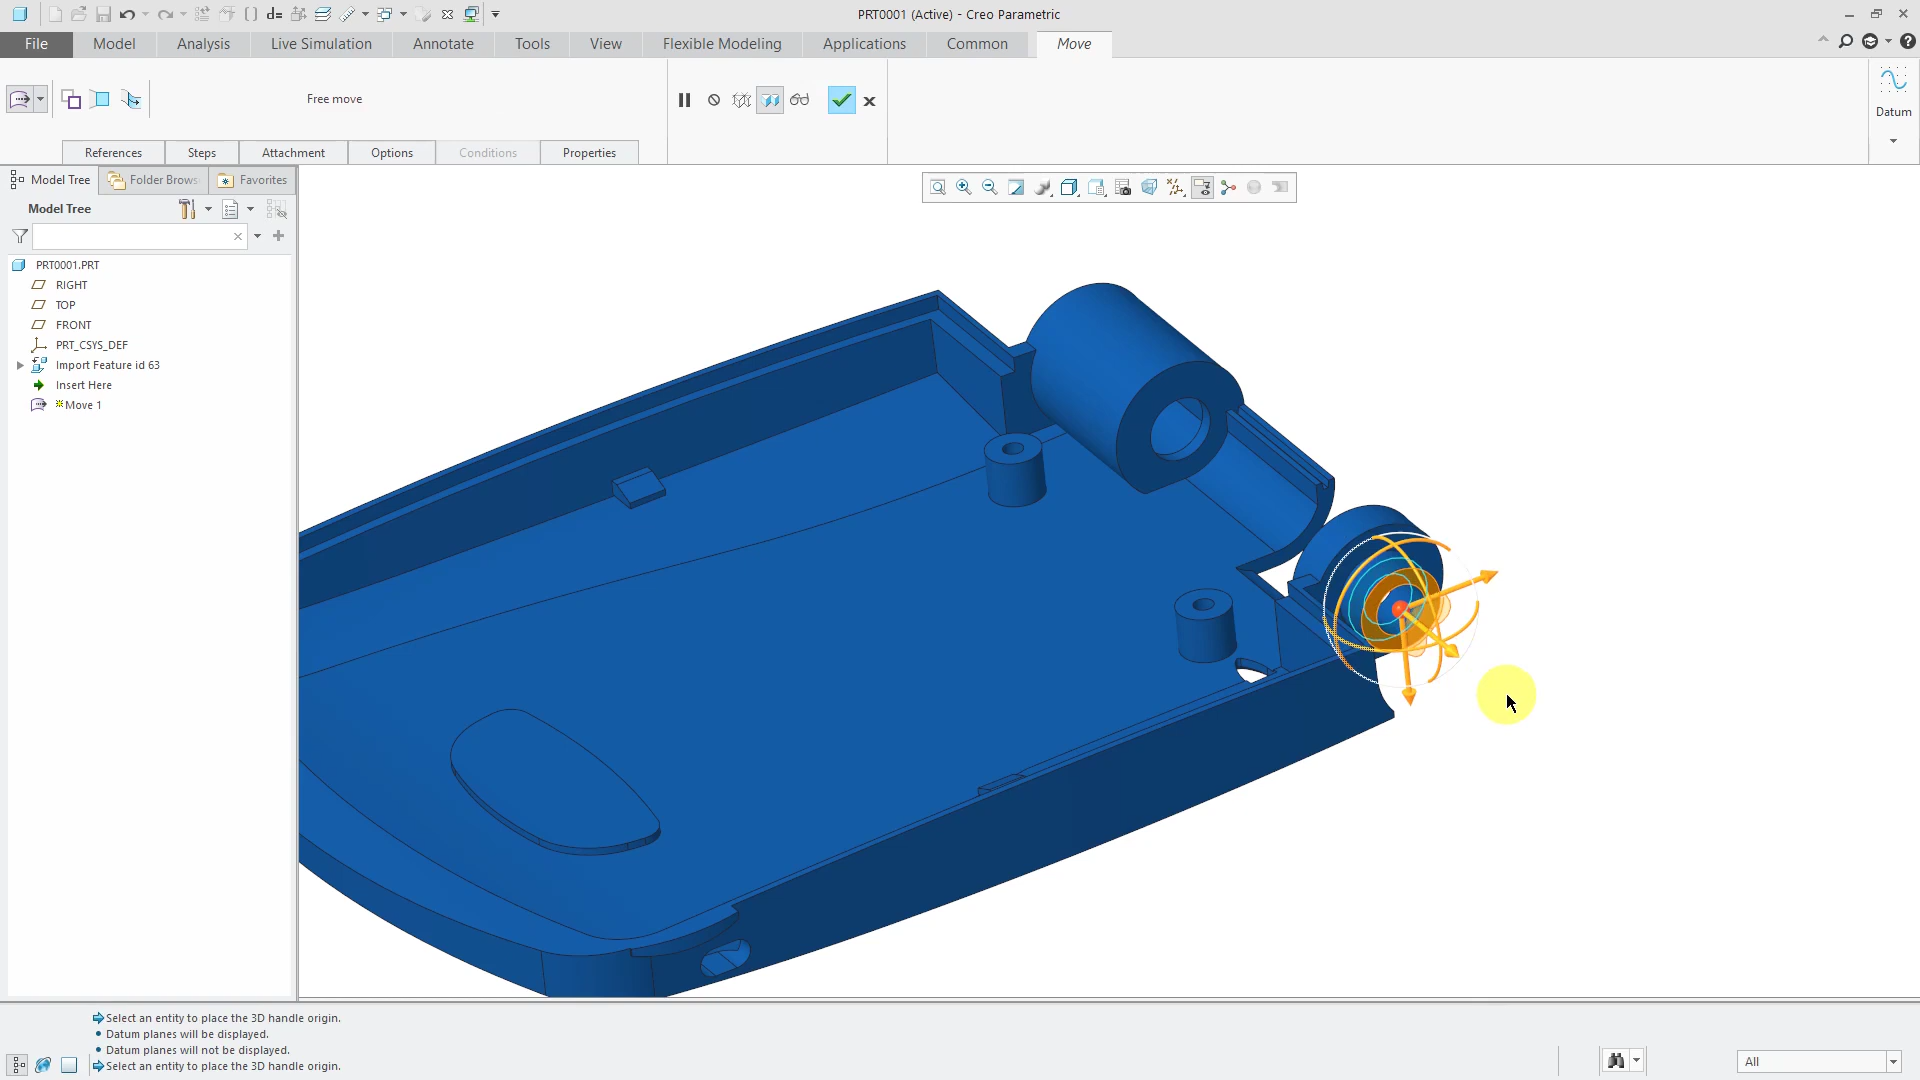 PRT0001 (Active) - Creo Parametric
File Model Analysis Live Simulation Annotate Tools View Flexible Modeling Applications Common Move
Free move
Datum
References Steps Attachment Options Conditions Properties
Model Tree Folder Brows Favorites
Model Tree
PRT0001.PRT
RIGHT
TOP
FRONT
PRT_CSYS_DEF
Import Feature id 63
Insert Here
Move 1
Select an entity to place the 3D handle origin.
Datum planes will be displayed.
Datum planes will not be displayed.
Select an entity to place the 3D handle origin.
All